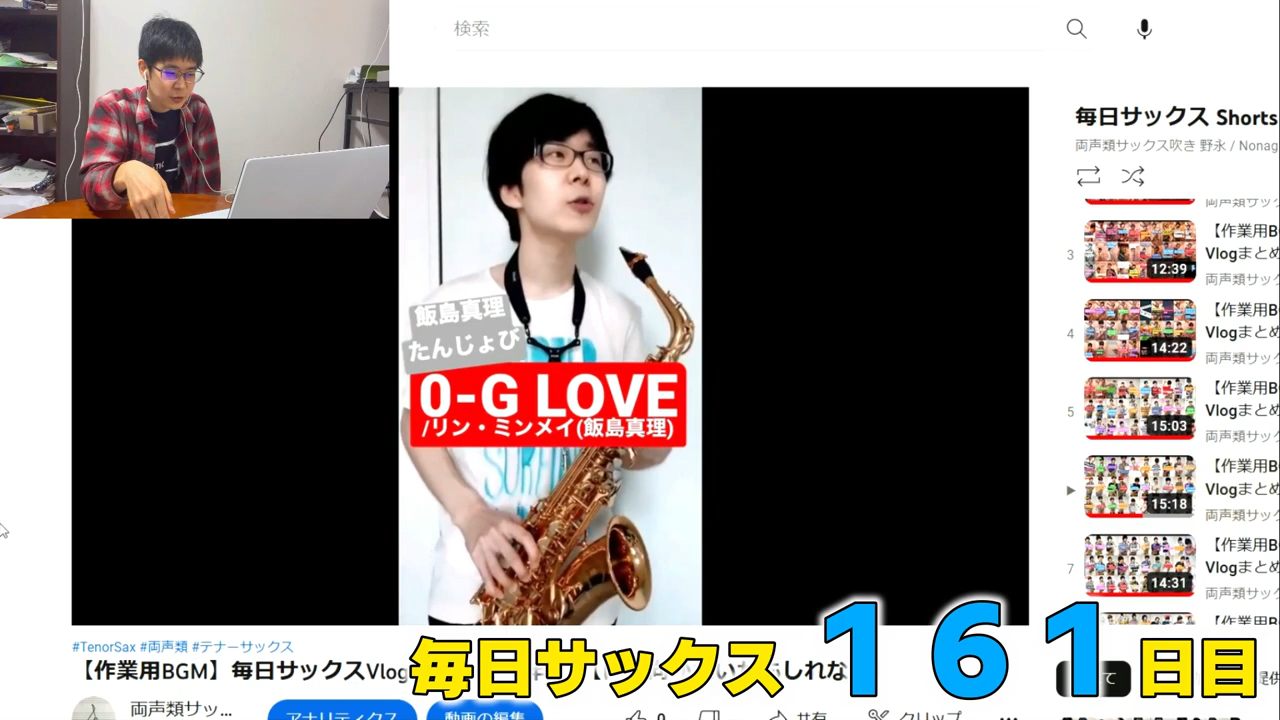 検索
毎日サックス Shorts
両声類サックス吹き 野永 / Nonag
両声類サッ
3
12:39
【作業用B
Vlogまとめ
両声類サック
4
14:22
【作業用B
Vlogまとめ
両声類サック
5
15:03
【作業用B
Vlogまとめ
両声類サック
15:18
【作業用B
Vlogまとめ
両声類サック
7
14:31
【作業用B
Vlogまとめ
両声類サック
飯島真理
たんじょび
0-G LOVE
/リン・ミンメイ(飯島真理)
#TenorSax #両声類 #テナーサックス
【作業用BGM】毎日サックスVlog
毎日サックス161日目
両声類サッ...
アナリティクス
動画の編集
0
共有
クリップ